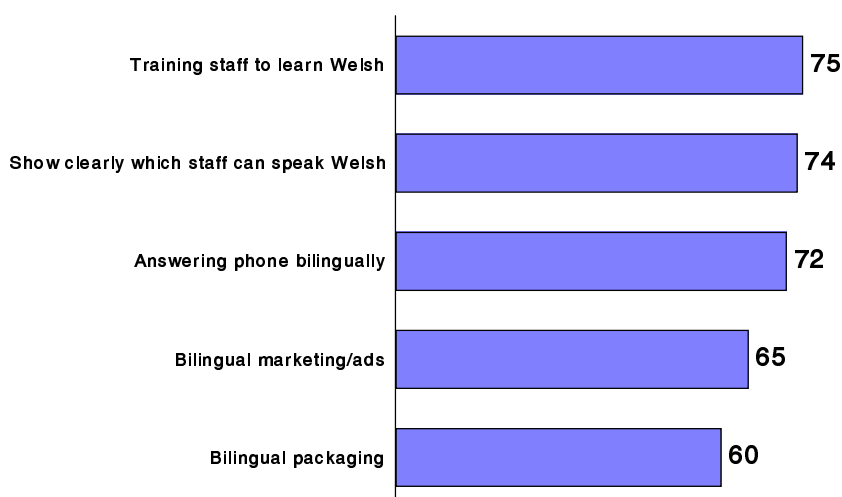 Training staff to learn Welsh 75
Show clearly which staff can speak Welsh 74
Answering phone bilingually 72
Bilingual marketing/ads 65
Bilingual packaging 60